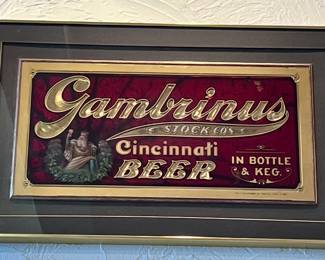 Gambrinus
STOCK CO'S
Cincinnati
BEER
IN BOTTLE
& KEG.